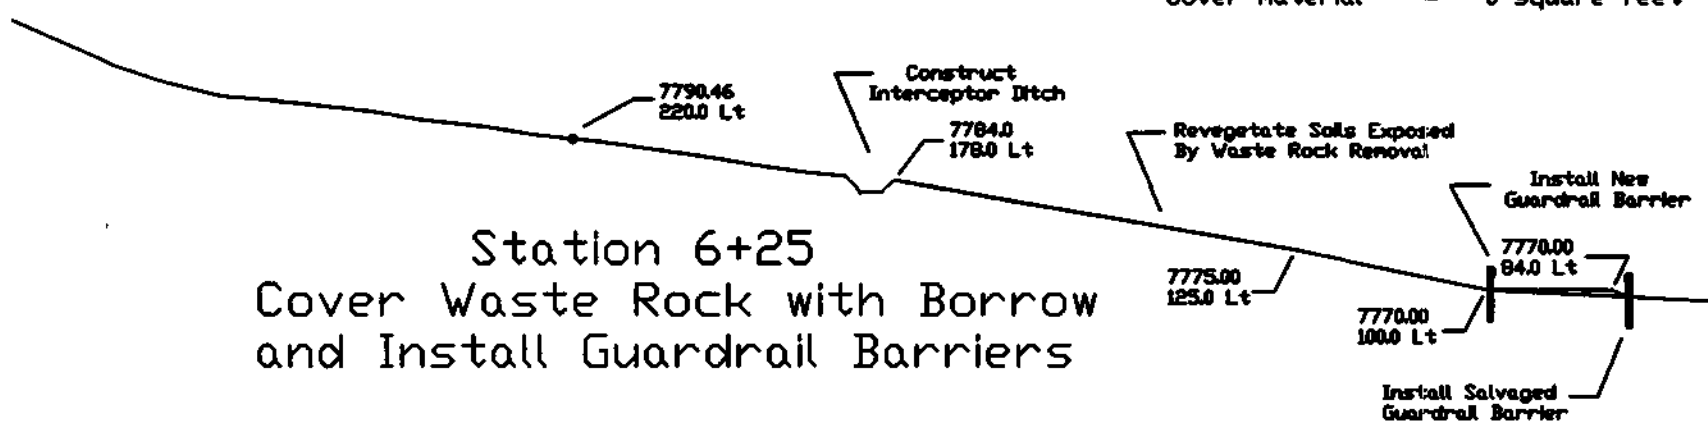 Cover Material = 0 Square Feet
Construct
Interceptor Ditch
7790.46
220.0 Lt
7784.0
178.0 Lt
Revegetate Soils Exposed
By Waste Rock Removal
Install New
Guardrail Barrier
Station 6+25
Cover Waste Rock with Borrow
and Install Guardrail Barriers
7770.00
84.0 Lt
7775.00
125.0 Lt
7770.00
100.0 Lt
Install Salvaged
Guardrail Barrier